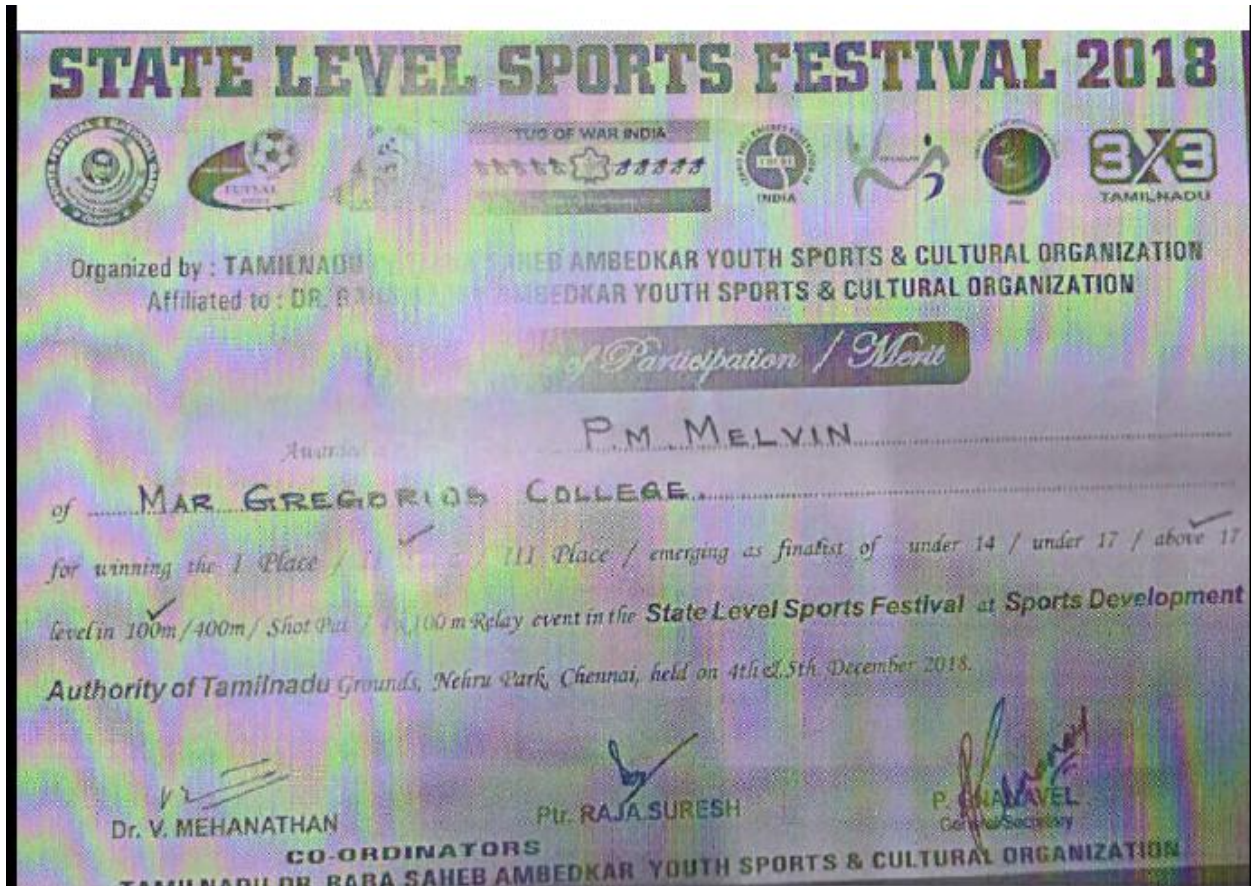 STATE LEVEL SPORTS FESTIVAL 2018
FUTSAL
TUG OF WAR INDIA
INDIA
3X3
TAMILNADU
Organized by : TAMILNADU SAHEB AMBEDKAR YOUTH SPORTS & CULTURAL ORGANIZATION
Affiliated to : DR. AMBEDKAR YOUTH SPORTS & CULTURAL ORGANIZATION
of Participation / Merit
P.M. MELVIN
of MAR GREGORIOS COLLEGE.
for winning the I Place / III Place / emerging as finalist of under 14 / under 17 / above 17
level in 100m/400m/ Shot Put / 100 m Relay event in the State Level Sports Festival at Sports Development
Authority of Tamilnadu Grounds, Nehru Park, Chennai, held on 4th & 5th December 2018.
Dr. V. MEHANATHAN
Ptr. RAJA SURESH
General Secretary
CO-ORDINATORS
TAMILNADU DR. BABA SAHEB AMBEDKAR YOUTH SPORTS & CULTURAL ORGANIZATION